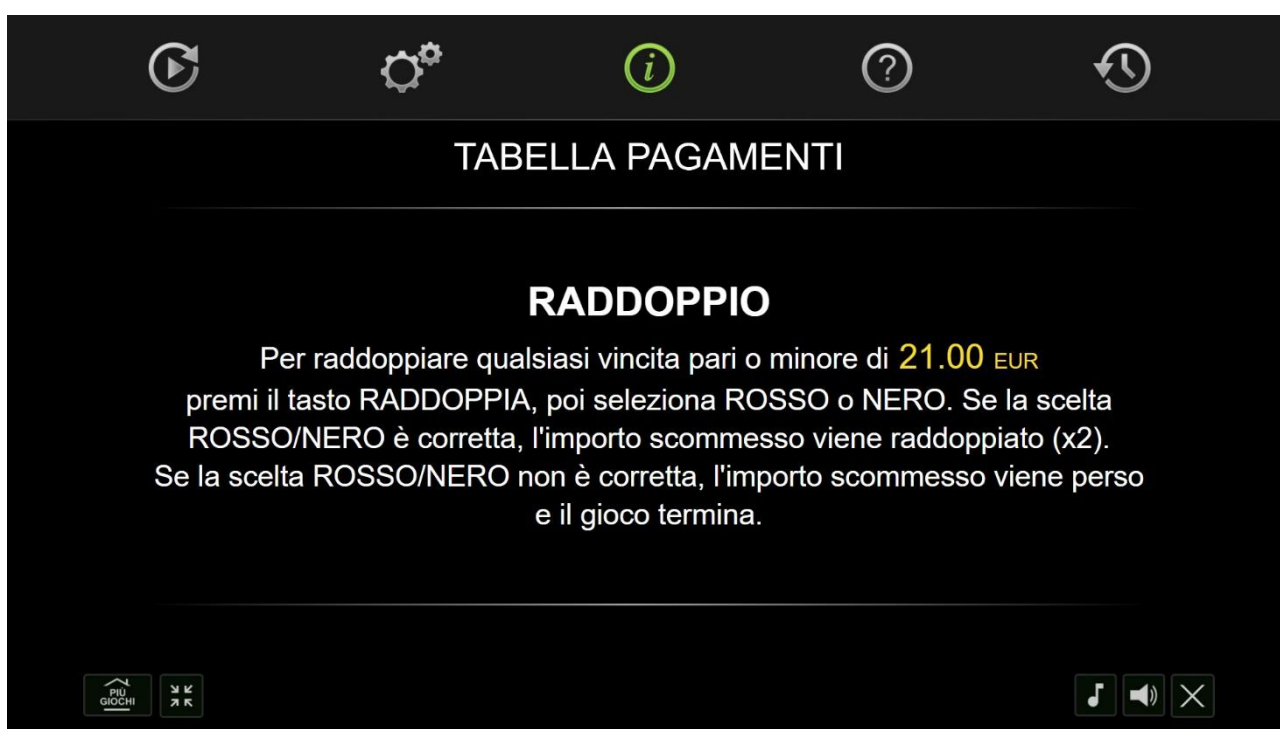 TABELLA PAGAMENTI
RADDOPPIO
Per raddoppiare qualsiasi vincita pari o minore di 21.00 EUR
premi il tasto RADDOPPIA, poi seleziona ROSSO o NERO. Se la scelta
ROSSO/NERO è corretta, l'importo scommesso viene raddoppiato (x2).
Se la scelta ROSSO/NERO non è corretta, l'importo scommesso viene perso
e il gioco termina.
PIÙ
GIOCHI